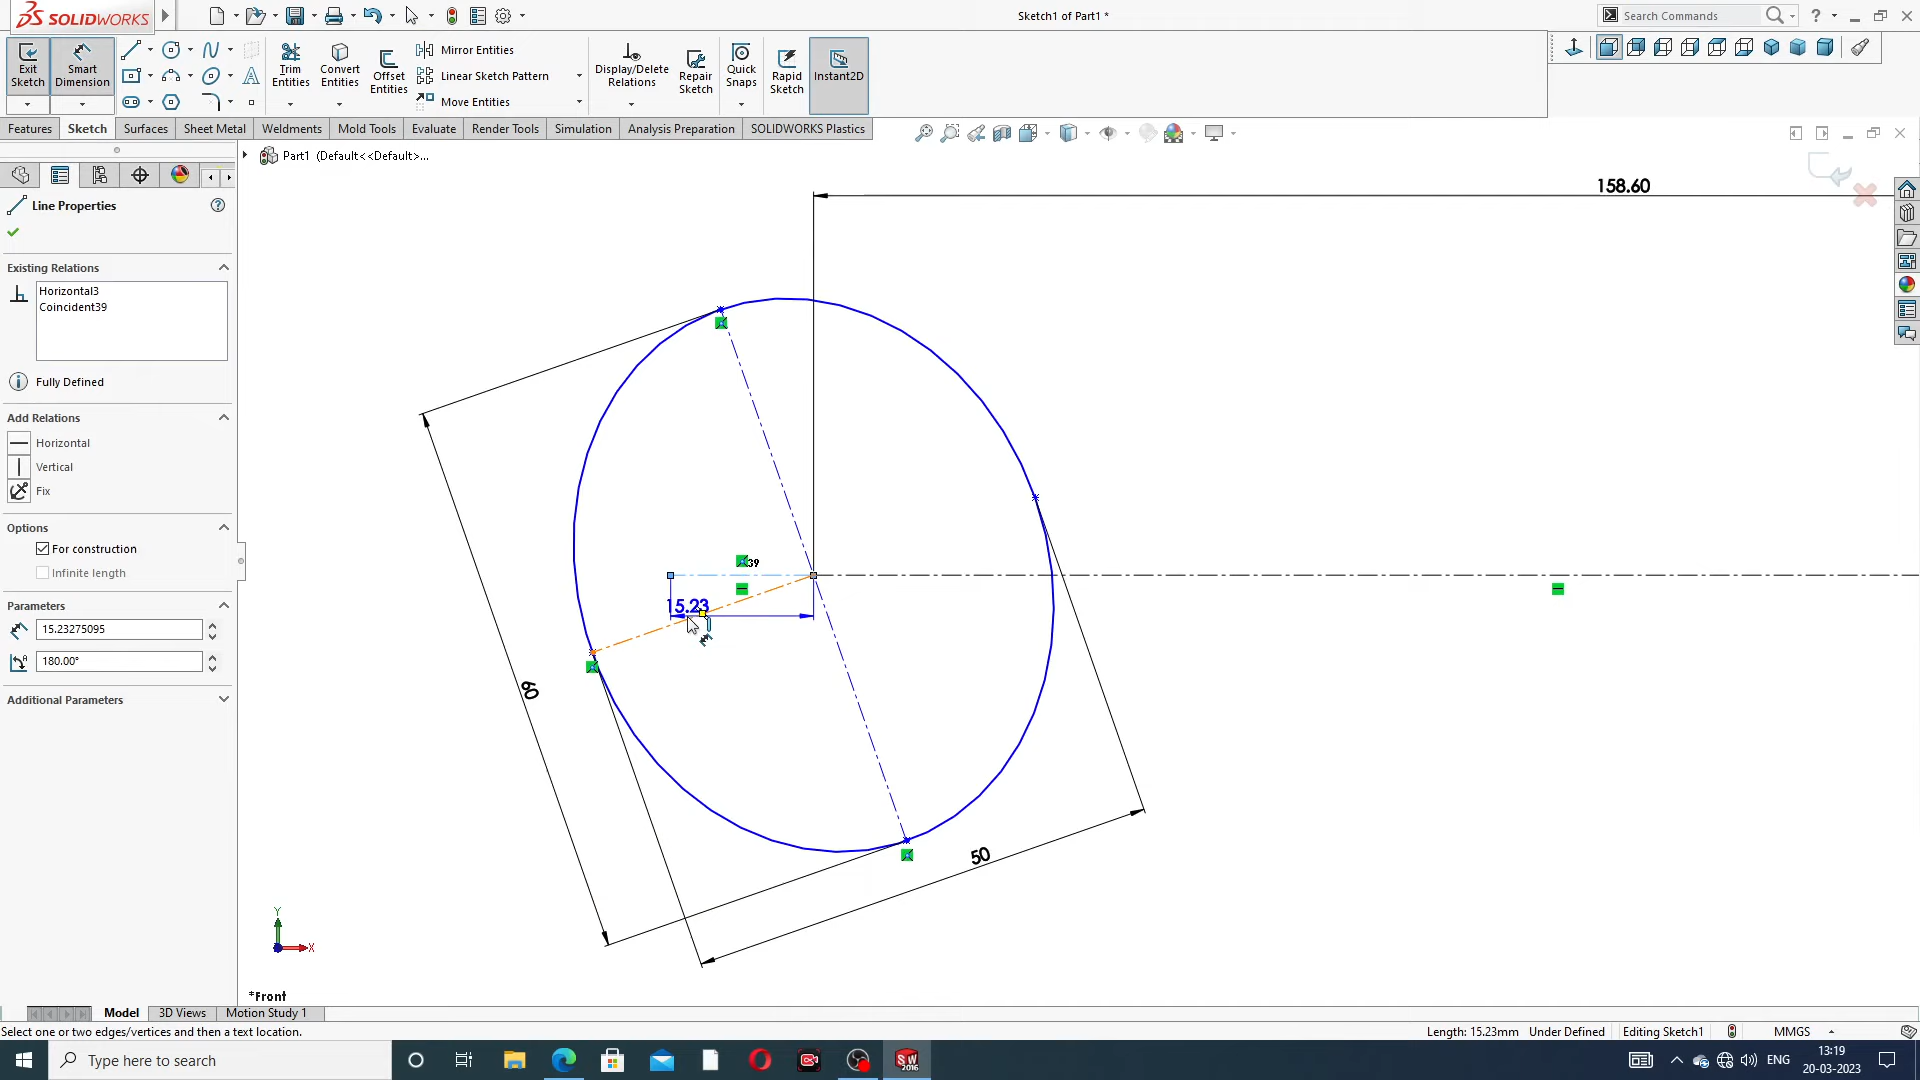 SOLIDWORKS
Sketch1 of Part1 *
Search Commands
Exit Sketch
Smart Dimension
Trim Entities
Convert Entities
Offset Entities
Mirror Entities
Linear Sketch Pattern
Move Entities
Display/Delete Relations
Repair Sketch
Quick Snaps
Rapid Sketch
Instant2D
Features
Sketch
Surfaces
Sheet Metal
Weldments
Mold Tools
Evaluate
Render Tools
Simulation
Analysis Preparation
SOLIDWORKS Plastics
Part1 (Default<<Default>...
Line Properties
Existing Relations
Horizontal3
Coincident39
Fully Defined
Add Relations
Horizontal
Vertical
Fix
Options
For construction
Infinite length
Parameters
15.23275095
180.00°
Additional Parameters
158.60
39
15.23
60
50
Y
X
*Front
Model
3D Views
Motion Study 1
Select one or two edges/vertices and then a text location.
Length: 15.23mm
Under Defined
Editing Sketch1
MMGS
Type here to search
SW
2016
ENG
13:19
20-03-2023